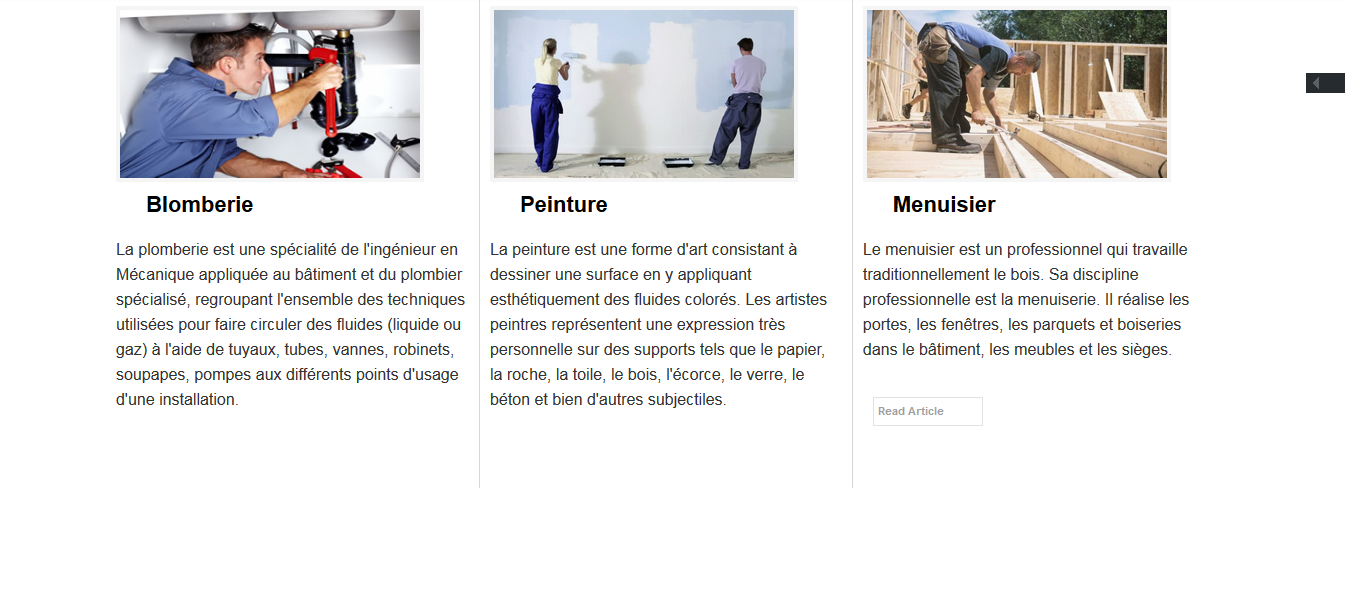 Blomberie
La plomberie est une spécialité de l'ingénieur en
Mécanique appliquée au bâtiment et du plombier
spécialisé, regroupant l'ensemble des techniques
utilisées pour faire circuler des fluides (liquide ou
gaz) à l'aide de tuyaux, tubes, vannes, robinets,
soupapes, pompes aux différents points d'usage
d'une installation.
Peinture
La peinture est une forme d'art consistant à
dessiner une surface en y appliquant
esthétiquement des fluides colorés. Les artistes
peintres représentent une expression très
personnelle sur des supports tels que le papier,
la roche, la toile, le bois, l'écorce, le verre, le
béton et bien d'autres subjectiles.
Menuisier
Le menuisier est un professionnel qui travaille
traditionnellement le bois. Sa discipline
professionnelle est la menuiserie. Il réalise les
portes, les fenêtres, les parquets et boiseries
dans le bâtiment, les meubles et les sièges.
Read Article